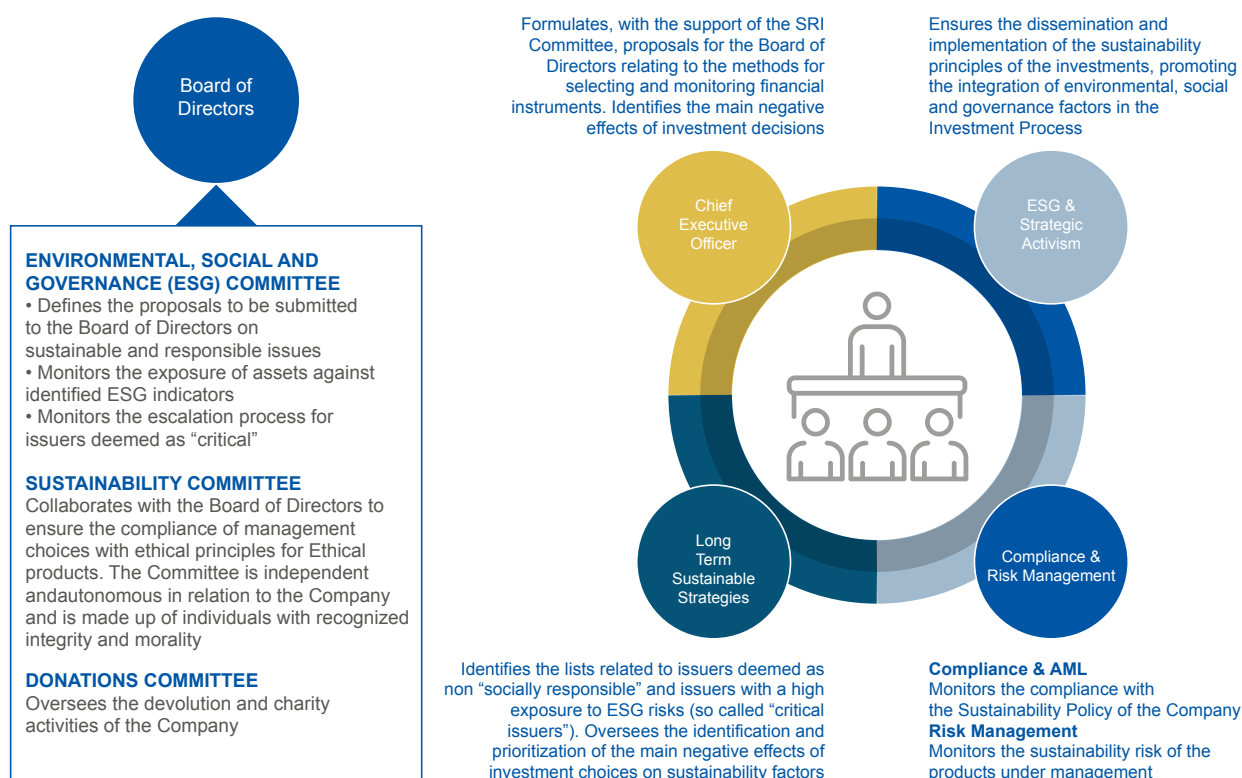 Board of
Directors
ENVIRONMENTAL, SOCIAL AND
GOVERNANCE (ESG) COMMITTEE
• Defines the proposals to be submitted
to the Board of Directors on
sustainable and responsible issues
• Monitors the exposure of assets against
identified ESG indicators
• Monitors the escalation process for
issuers deemed as “critical”
SUSTAINABILITY COMMITTEE
Collaborates with the Board of Directors to
ensure the compliance of management
choices with ethical principles for Ethical
products. The Committee is independent
andautonomous in relation to the Company
and is made up of individuals with recognized
integrity and morality
DONATIONS COMMITTEE
Oversees the devolution and charity
activities of the Company
Formulates, with the support of the SRI
Committee, proposals for the Board of
Directors relating to the methods for
selecting and monitoring financial
instruments. Identifies the main negative
effects of investment decisions
Ensures the dissemination and
implementation of the sustainability
principles of the investments, promoting
the integration of environmental, social
and governance factors in the
Investment Process
Chief
Executive
Officer
ESG &
Strategic
Activism
Long
Term
Sustainable
Strategies
Compliance &
Risk Management
Identifies the lists related to issuers deemed as
non “socially responsible” and issuers with a high
exposure to ESG risks (so called “critical
issuers”). Oversees the identification and
prioritization of the main negative effects of
investment choices on sustainability factors
Compliance & AML
Monitors the compliance with
the Sustainability Policy of the Company
Risk Management
Monitors the sustainability risk of the
products under management